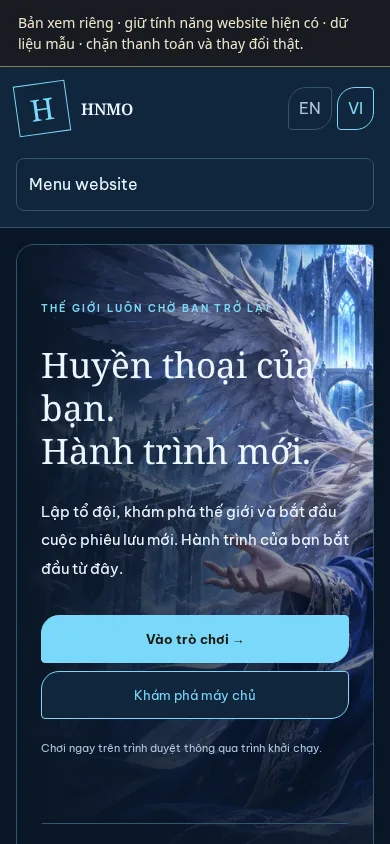 Bản xem riêng · giữ tính năng website hiện có · dữ
liệu mẫu · chặn thanh toán và thay đổi thật.
H
HNMO
EN
VI
Menu website
THẾ GIỚI LUÔN CHỜ BẠN TRỞ LẠI
Huyền thoại của
bạn.
Hành trình mới.
Lập tổ đội, khám phá thế giới và bắt đầu
cuộc phiêu lưu mới. Hành trình của bạn bắt
đầu từ đây.
Vào trò chơi →
Khám phá máy chủ
Chơi ngay trên trình duyệt thông qua trình khởi chạy.